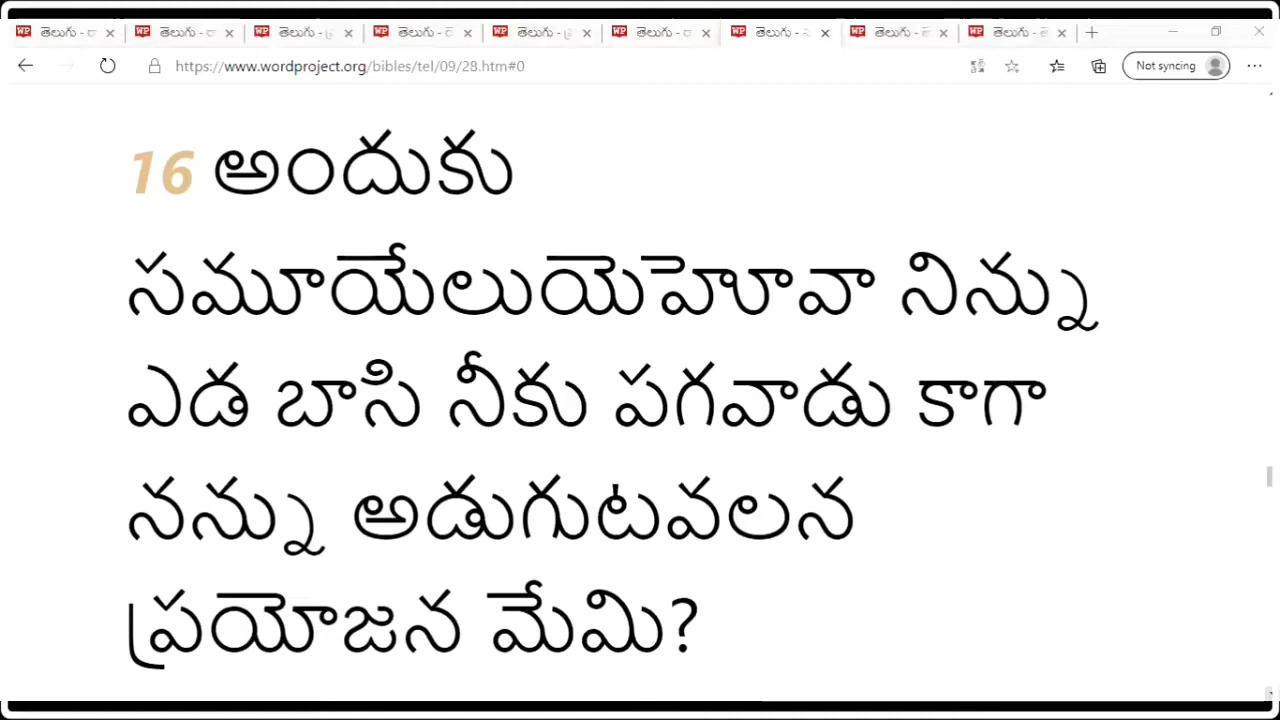 తెలుగు - తెలుగు - తెలుగు - తెలుగు - తెలుగు - తెలుగు - తెలుగు - తెలుగు - తెలుగు -
https://www.wordproject.org/bibles/tel/09/28.htm#0 Not syncing
16 అందుకు
సమూయేలుయెహోవా నిన్ను
ఎడ బాసి నీకు పగవాడు కాగా
నన్ను అడుగుటవలన
ప్రయోజన మేమి?